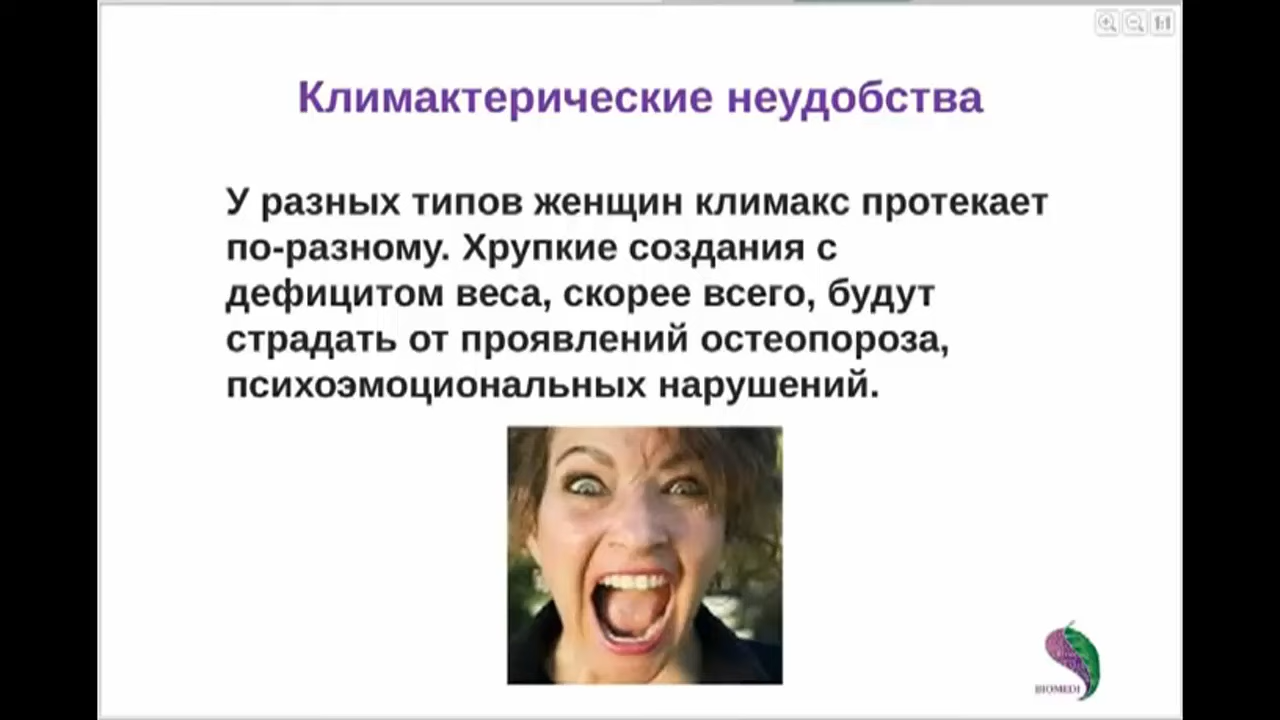 Климактерические неудобства
У разных типов женщин климакс протекает
по-разному. Хрупкие создания с
дефицитом веса, скорее всего, будут
страдать от проявлений остеопороза,
психоэмоциональных нарушений.
BIOMEDI